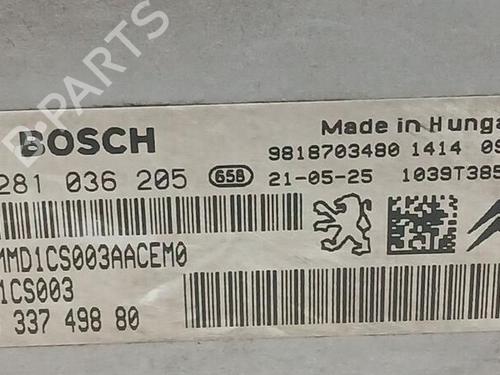 B-PARTS
BOSCH
Made in Hunga
281 036 205 658
9818703480 1414 09
21-05-25 1039T385
MMD1CS003AACEM0
1CS003
337 498 80